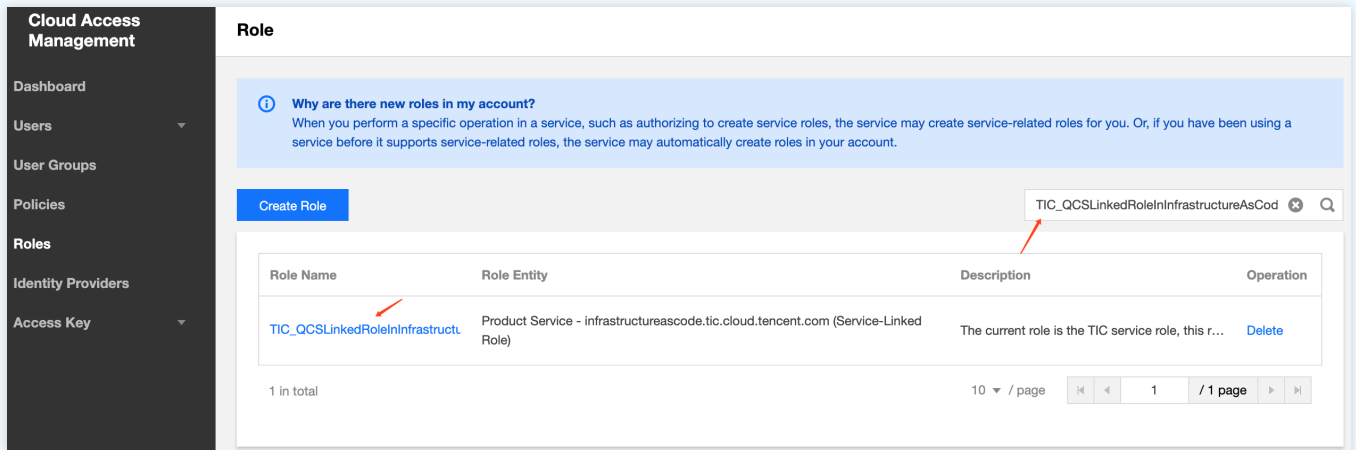 Cloud Access
Management
Dashboard
Users
User Groups
Policies
Roles
Identity Providers
Access Key
Role
Why are there new roles in my account?
When you perform a specific operation in a service, such as authorizing to create service roles, the service may create service-related roles for you. Or, if you have been using a
service before it supports service-related roles, the service may automatically create roles in your account.
Create Role
TIC_QCSLinkedRoleInInfrastructureAsCod
Role Name Role Entity Description Operation
TIC_QCSLinkedRoleInInfrastructu Product Service - infrastructureascode.tic.cloud.tencent.com (Service-Linked
Role) The current role is the TIC service role, this r... Delete
1 in total 10 / page 1 / 1 page